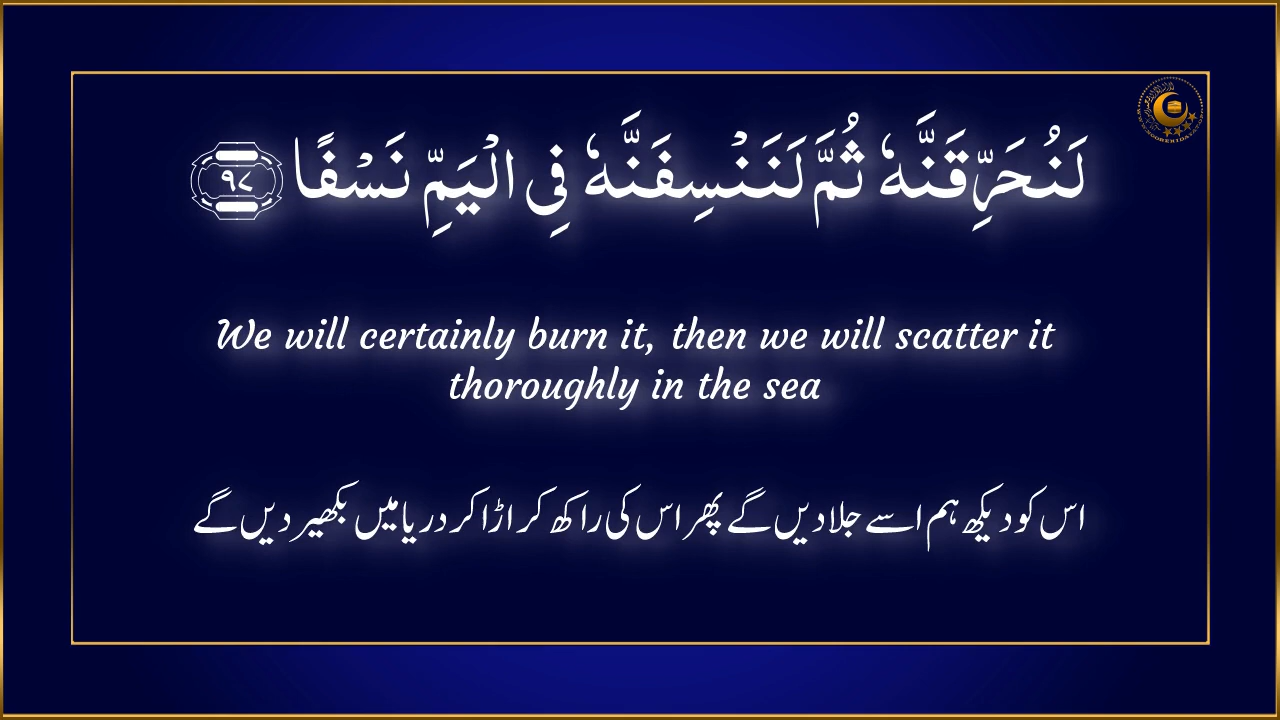 لَنُحَرِّقَنَّهٗ ثُمَّ لَنَنْسِفَنَّهٗ فِی الْیَمِّ نَسْفًا ۹۷
We will certainly burn it, then we will scatter it
thoroughly in the sea
اس کو دیکھ ہم اسے جلا دیں گے پھر اس کی راکھ کر اڑا کر دریا میں بکھیر دیں گے